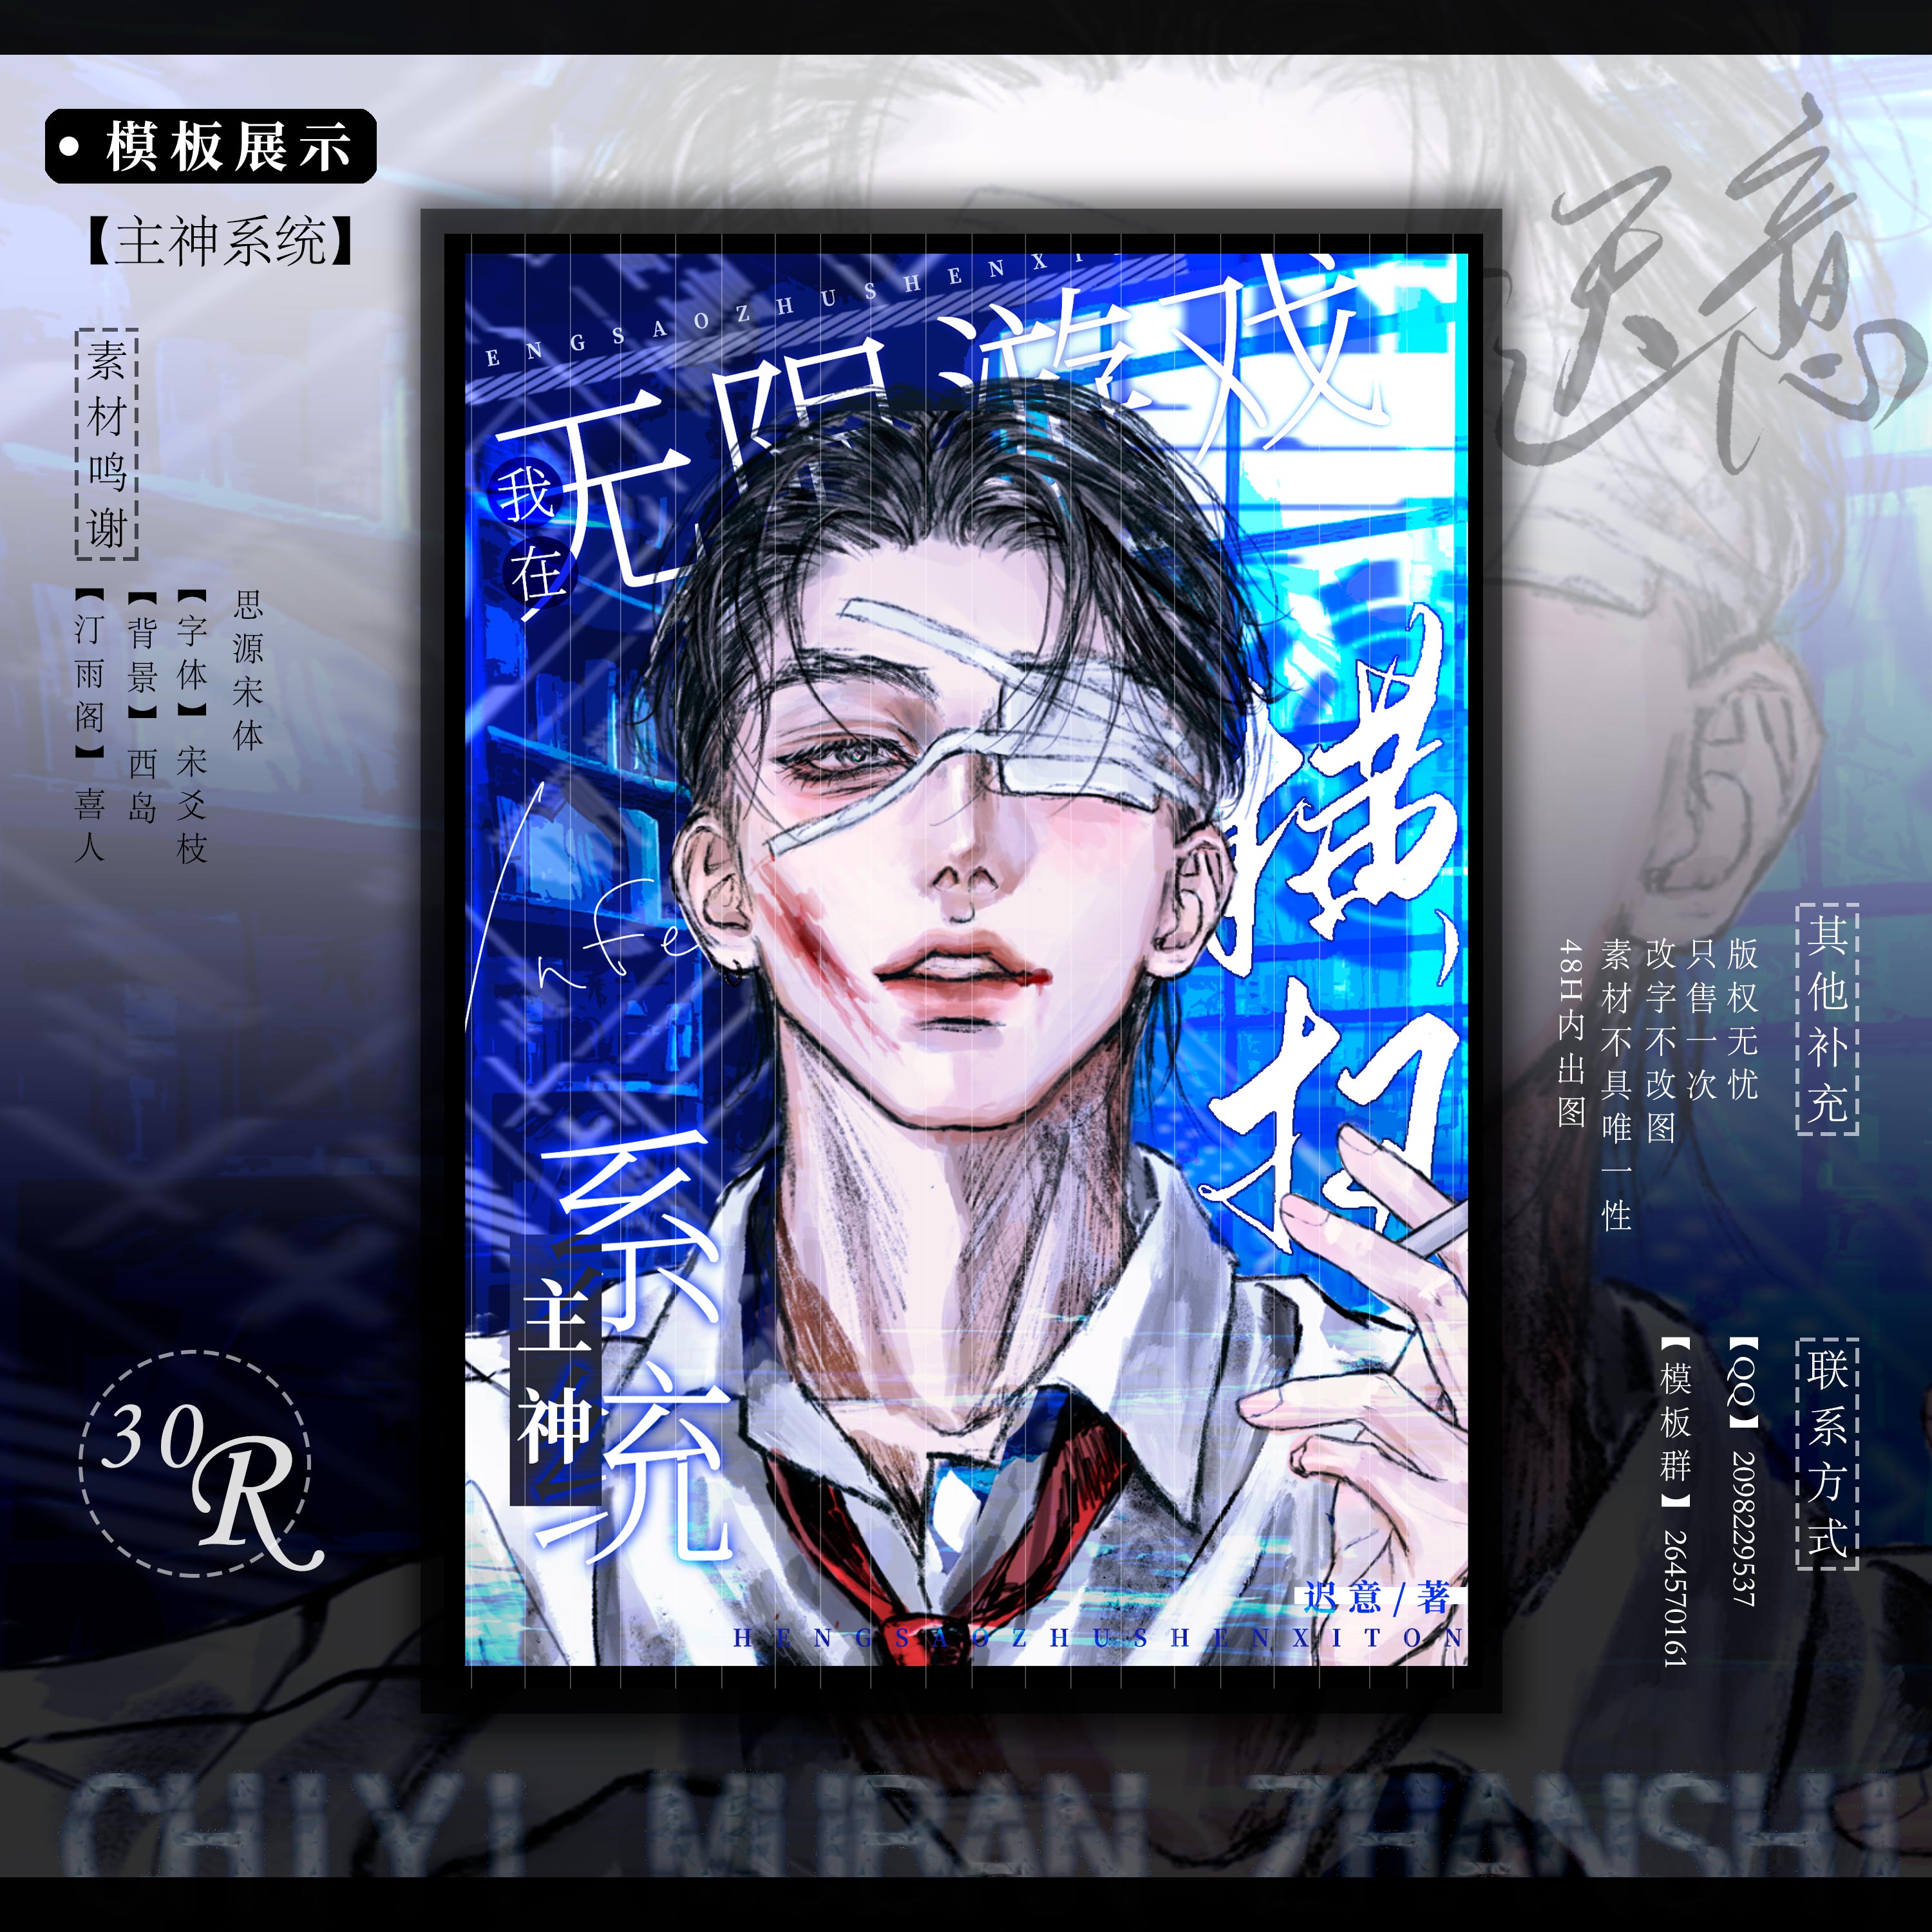 模板展示
【主神系统】
素材鸣谢
思源宋体
【字体】宋爻枝
【背景】西岛
【汀雨阁】喜人
30R
迟意
ENGSAOZHUSHENXI
我在
无限游戏
横扫
主神
系统
迟意/著
HENGSAOZHUSHENXITON
其他补充
版权无忧
只售一次
改字不改图
素材不具唯一性
48H内出图
联系方式
【QQ】2098229537
【模板群】264570161
CHIYI MUBAN ZHANSHI